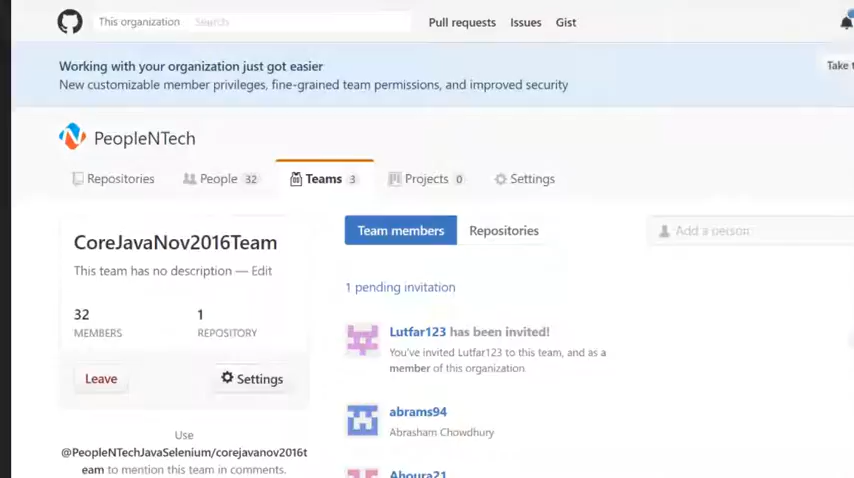 This organization Search Pull requests Issues Gist
Working with your organization just got easier
New customizable member privileges, fine-grained team permissions, and improved security
Take
PeopleNTech
Repositories People 32 Teams 3 Projects 0 Settings
CoreJavaNov2016Team
This team has no description — Edit
32 1
MEMBERS REPOSITORY
Leave Settings
Use
@PeopleNTechJavaSelenium/corejavanov2016t
eam to mention this team in comments.
Team members Repositories
Add a person
1 pending invitation
Lutfar123 has been invited!
You've invited Lutfar123 to this team, and as a
member of this organization
abrams94
Abrasham Chowdhury
Ahoura21